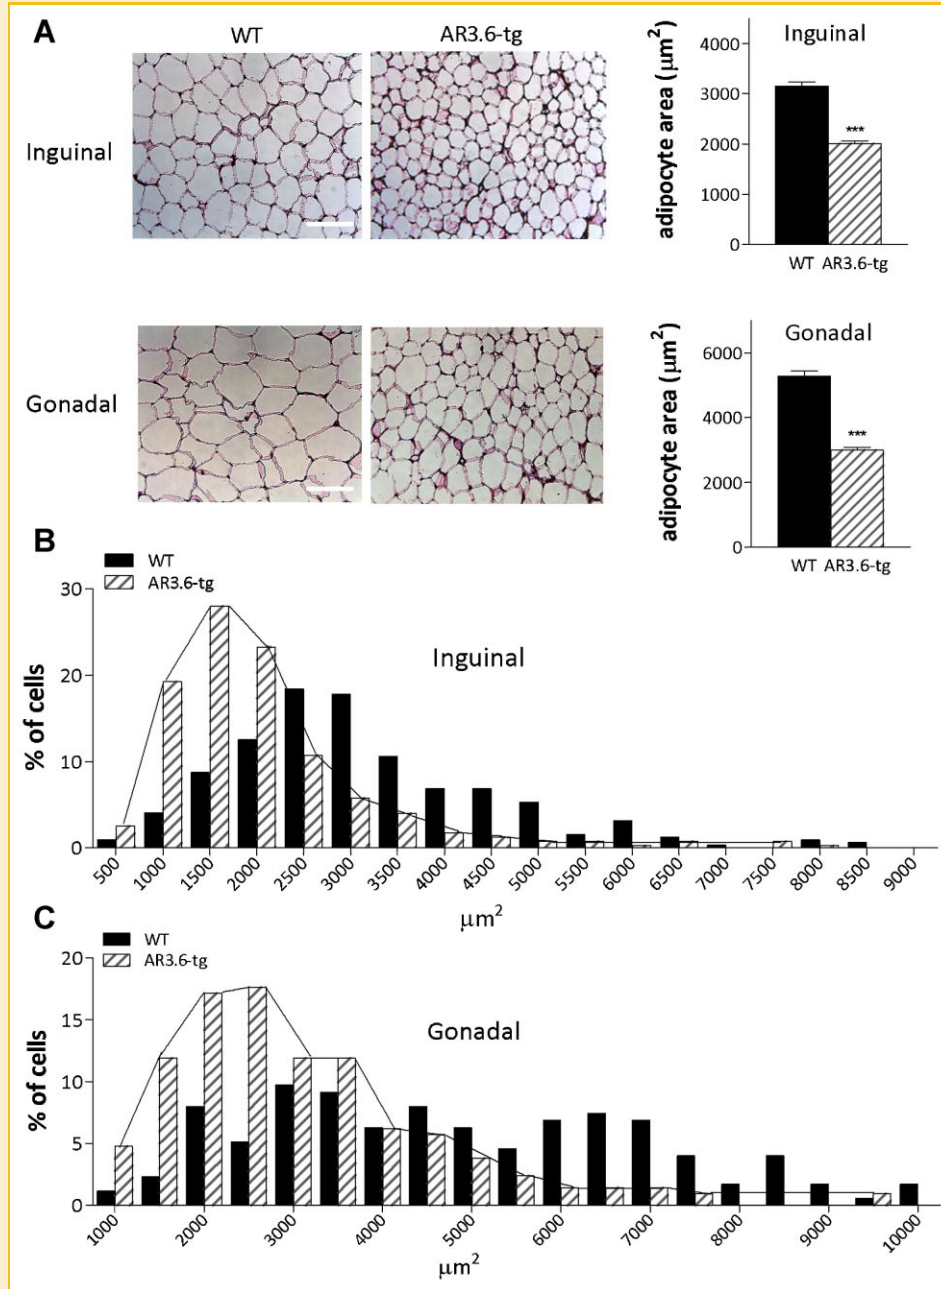 A
WT
AR3.6-tg
Inguinal
Gonadal
adipocyte area (μm²)
Inguinal
4000
3000
2000
1000
0
***
WT AR3.6-tg
adipocyte area (μm²)
Gonadal
6000
4000
2000
0
***
WT AR3.6-tg
B
WT
AR3.6-tg
Inguinal
% of cells
30
20
10
0
500 1000 1500 2000 2500 3000 3500 4000 4500 5000 5500 6000 6500 7000 7500 8000 8500 9000
μm²
C
WT
AR3.6-tg
Gonadal
% of cells
20
15
10
5
0
1000 2000 3000 4000 5000 6000 7000 8000 9000 10000
μm²